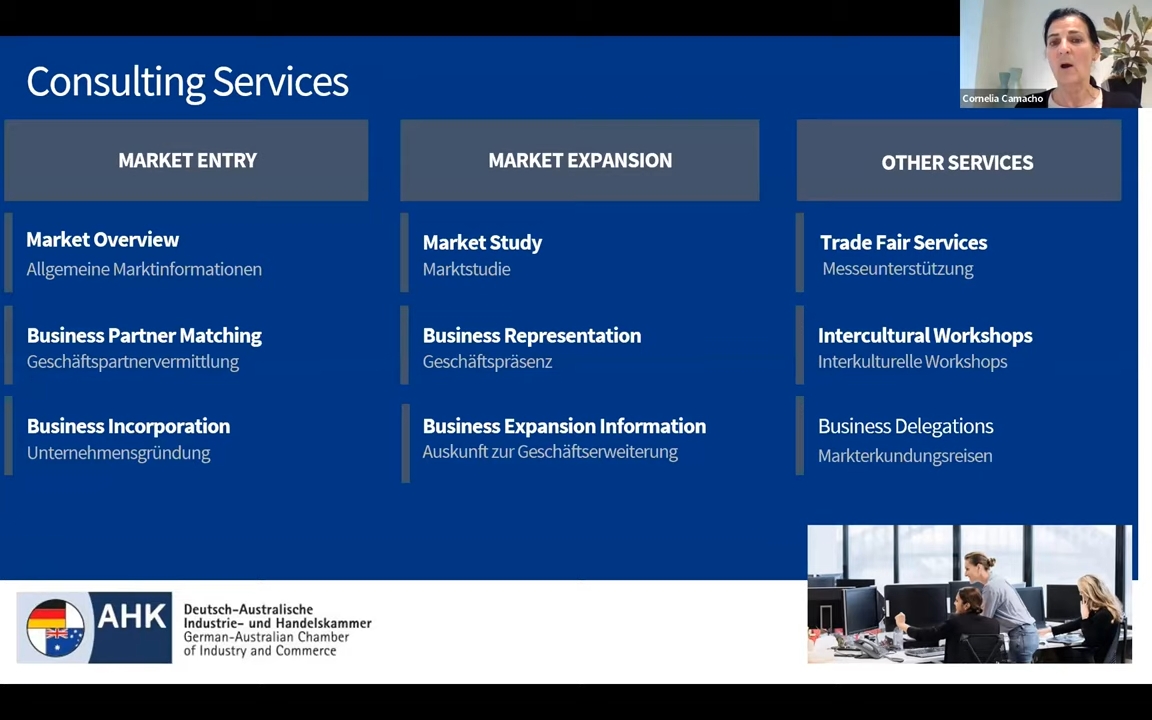 Consulting Services
Cornelia Camacho
MARKET ENTRY
MARKET EXPANSION
OTHER SERVICES
Market Overview
Allgemeine Marktinformationen
Market Study
Marktstudie
Trade Fair Services
Messeunterstützung
Business Partner Matching
Geschäftspartnervermittlung
Business Representation
Geschäftspräsenz
Intercultural Workshops
Interkulturelle Workshops
Business Incorporation
Unternehmensgründung
Business Expansion Information
Auskunft zur Geschäftserweiterung
Business Delegations
Markterkundungsreisen
AHK
Deutsch-Australische
Industrie- und Handelskammer
German-Australian Chamber
of Industry and Commerce